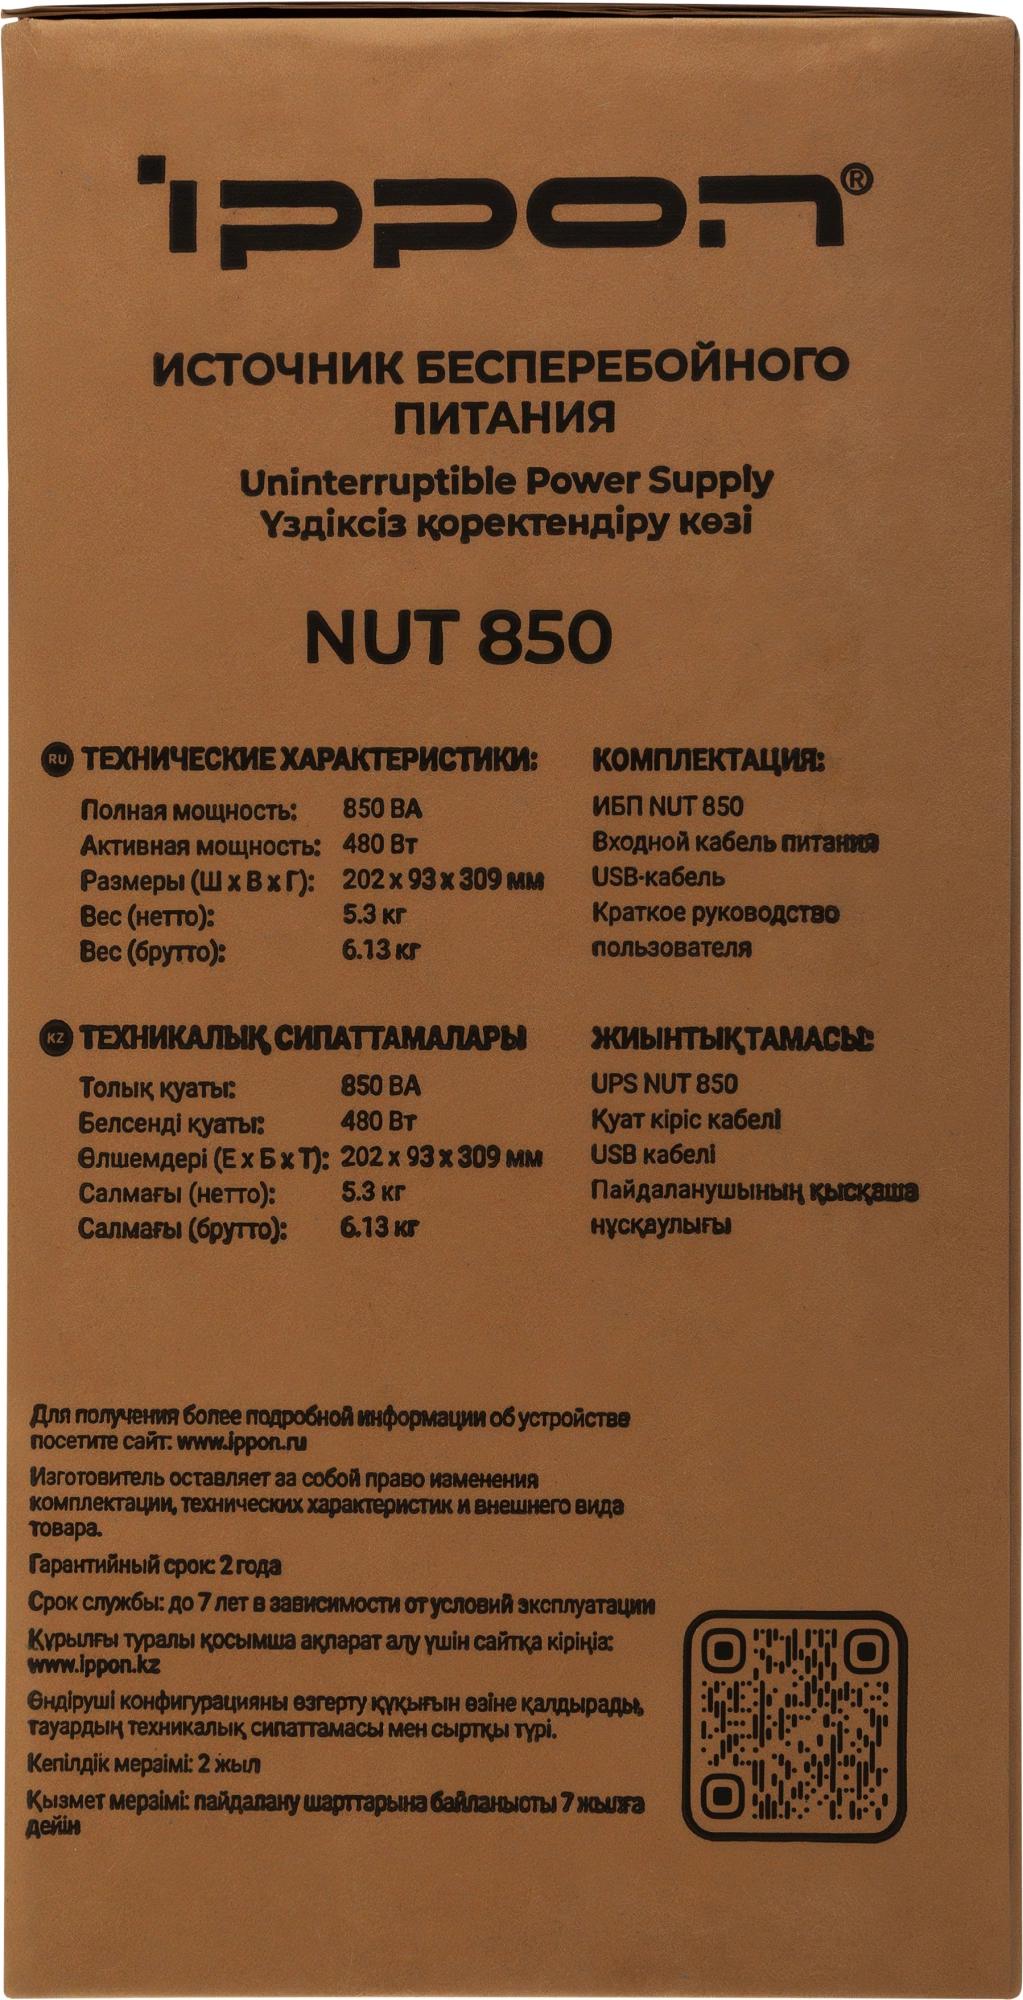 ippon®
ИСТОЧНИК БЕСПЕРЕБОЙНОГО
ПИТАНИЯ
Uninterruptible Power Supply
Үздіксіз қоректендіру көзі
NUT 850
RU ТЕХНИЧЕСКИЕ ХАРАКТЕРИСТИКИ:
Полная мощность: 850 ВА
Активная мощность: 480 Вт
Размеры (Ш х В х Г): 202 х 93 х 309 мм
Вес (нетто): 5.3 кг
Вес (брутто): 6.13 кг
КОМПЛЕКТАЦИЯ:
ИБП NUT 850
Входной кабель питания
USB-кабель
Краткое руководство
пользователя
KZ ТЕХНИКАЛЫҚ СИПАТТАМАЛАРЫ
Толық қуаты: 850 ВА
Белсенді қуаты: 480 Вт
Өлшемдері (Е х Б х Т): 202 х 93 х 309 мм
Салмағы (нетто): 5.3 кг
Салмағы (брутто): 6.13 кг
ЖИЫНТЫҚТАМАСЫ:
UPS NUT 850
Қуат кіріс кабелі
USB кабелі
Пайдаланушының қысқаша
нұсқаулығы
Для получения более подробной информации об устройстве
посетите сайт: www.ippon.ru
Изготовитель оставляет за собой право изменения
комплектации, технических характеристик и внешнего вида
товара.
Гарантийный срок: 2 года
Срок службы: до 7 лет в зависимости от условий эксплуатации
Құрылғы туралы қосымша ақпарат алу үшін сайтқа кіріңіз:
www.ippon.kz
Өндіруші конфигурацияны өзгерту құқығын өзіне қалдырады,
тауардың техникалық сипаттамасы мен сыртқы түрі.
Кепілдік мерзімі: 2 жыл
Қызмет мерзімі: пайдалану шарттарына байланысты 7 жылға
дейін